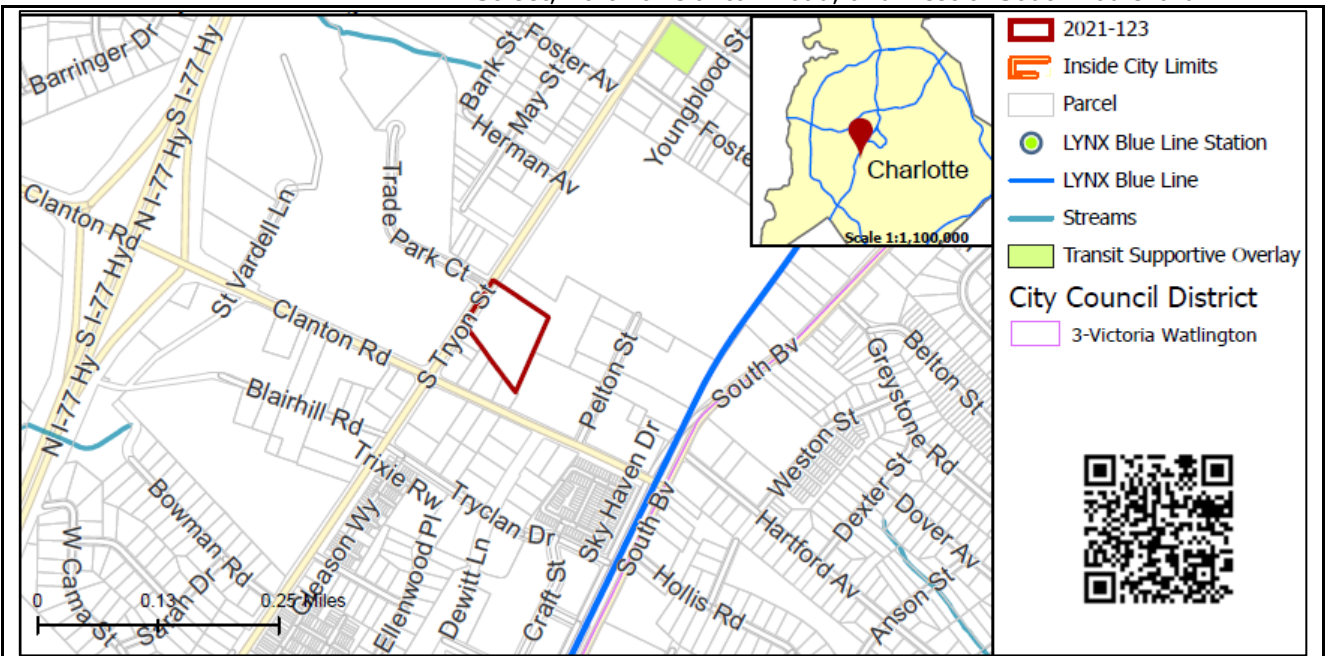 2021-123
Inside City Limits
Parcel
LYNX Blue Line Station
LYNX Blue Line
Streams
Transit Supportive Overlay
City Council District
3-Victoria Watlington
Charlotte
Scale 1:1,100,000
Barringer Dr
S I-77 Hy
N I-77 Hy
S I-77 Hy
N I-77 Hy
Clanton Rd
St Vardell Ln
Trade Park Ct
Bank St
May St
Foster Av
Herman Av
Youngblood St
Foste
S Tryon St
Clanton Rd
Blairhill Rd
Pelton St
South Bv
Belton St
Greystone Rd
Weston St
Dexter St
Dover Av
Hartford Av
Anson St
Sky Haven Dr
South Bv
Hollis Rd
Trixie Rw
Tryclan Dr
Gleason Wy
Ellenwood Pl
Dewitt Ln
Craft St
Bowman Rd
W Cama St
Sarah Dr
0 0.13 0.25 Miles